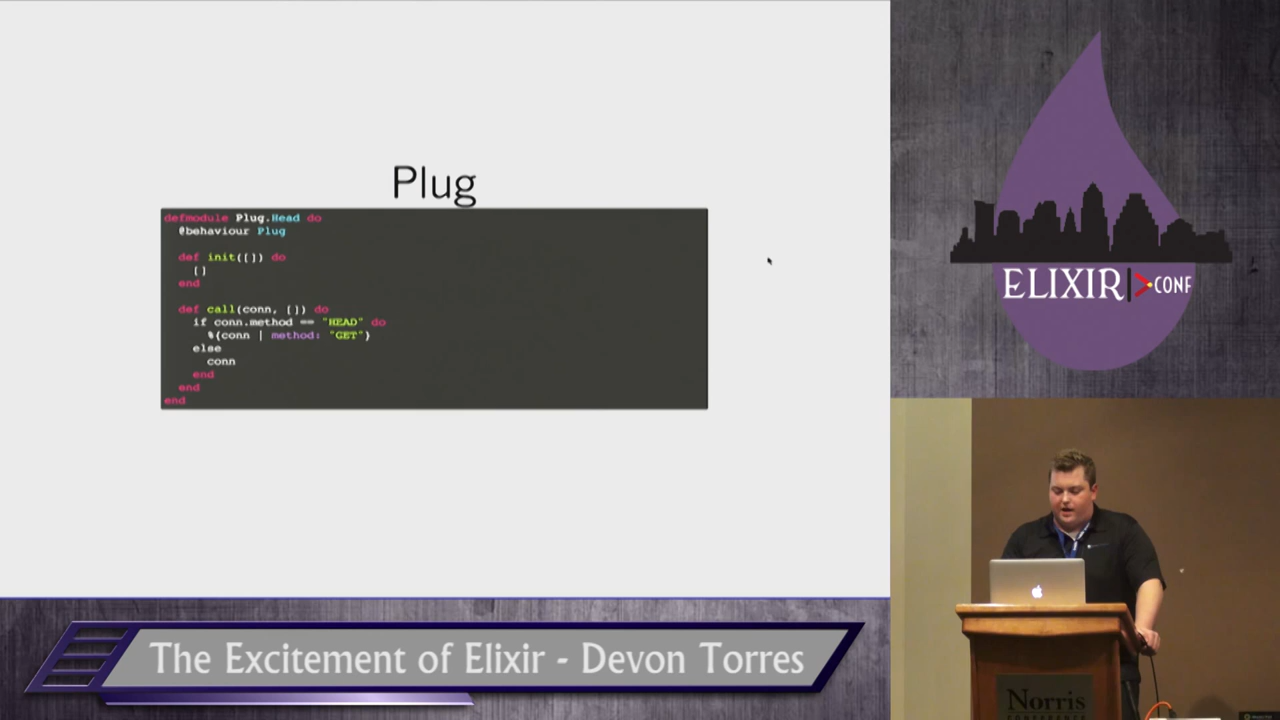 Plug
defmodule Plug.Head do
@behaviour Plug
def init([]) do
[]
end
def call(conn, []) do
if conn.method == "HEAD" do
%{conn | method: "GET"}
else
conn
end
end
end
ELIXIR|>CONF
The Excitement of Elixir - Devon Torres
Norris
CONFERENCE